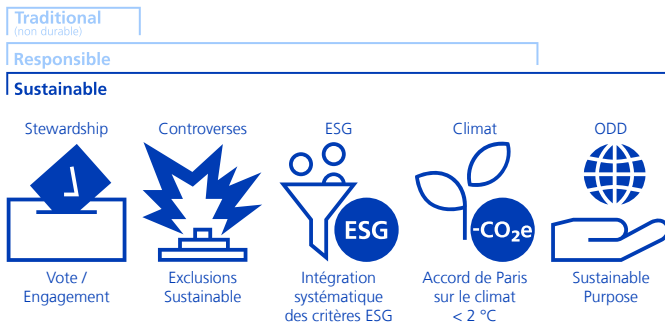 Traditional
(non durable)
Responsible
Sustainable
Stewardship
Controverses
ESG
Climat
ODD
ESG
-CO₂e
Vote /
Engagement
Exclusions
Sustainable
Intégration
systématique
des critères ESG
Accord de Paris
sur le climat
< 2 °C
Sustainable
Purpose